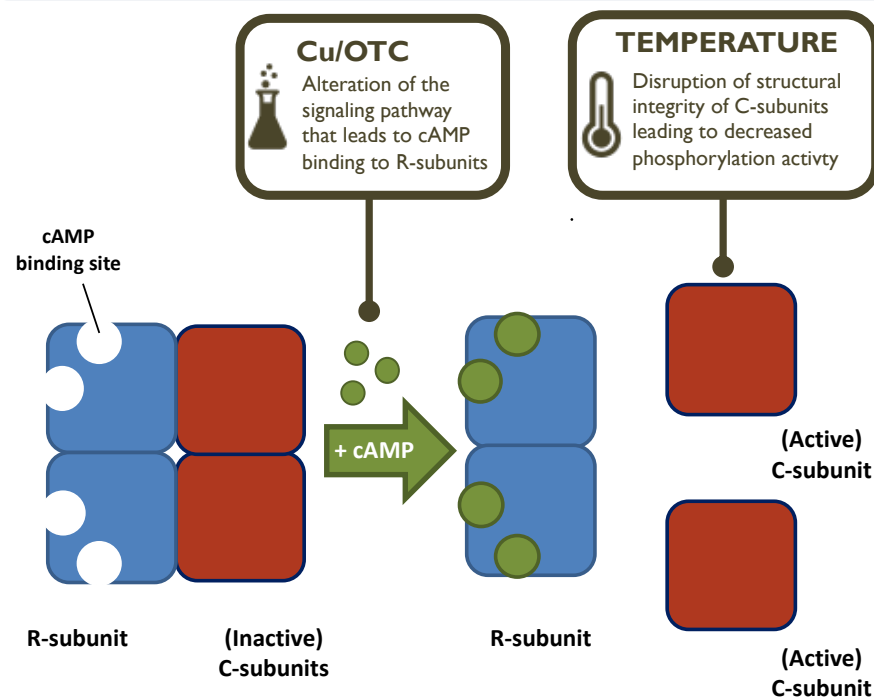 Cu/OTC
Alteration of the
signaling pathway
that leads to cAMP
binding to R-subunits
TEMPERATURE
Disruption of structural
integrity of C-subunits
leading to decreased
phosphorylation activty
cAMP
binding site
+ cAMP
(Active)
C-subunit
R-subunit
(Inactive)
C-subunits
R-subunit
(Active)
C-subunit